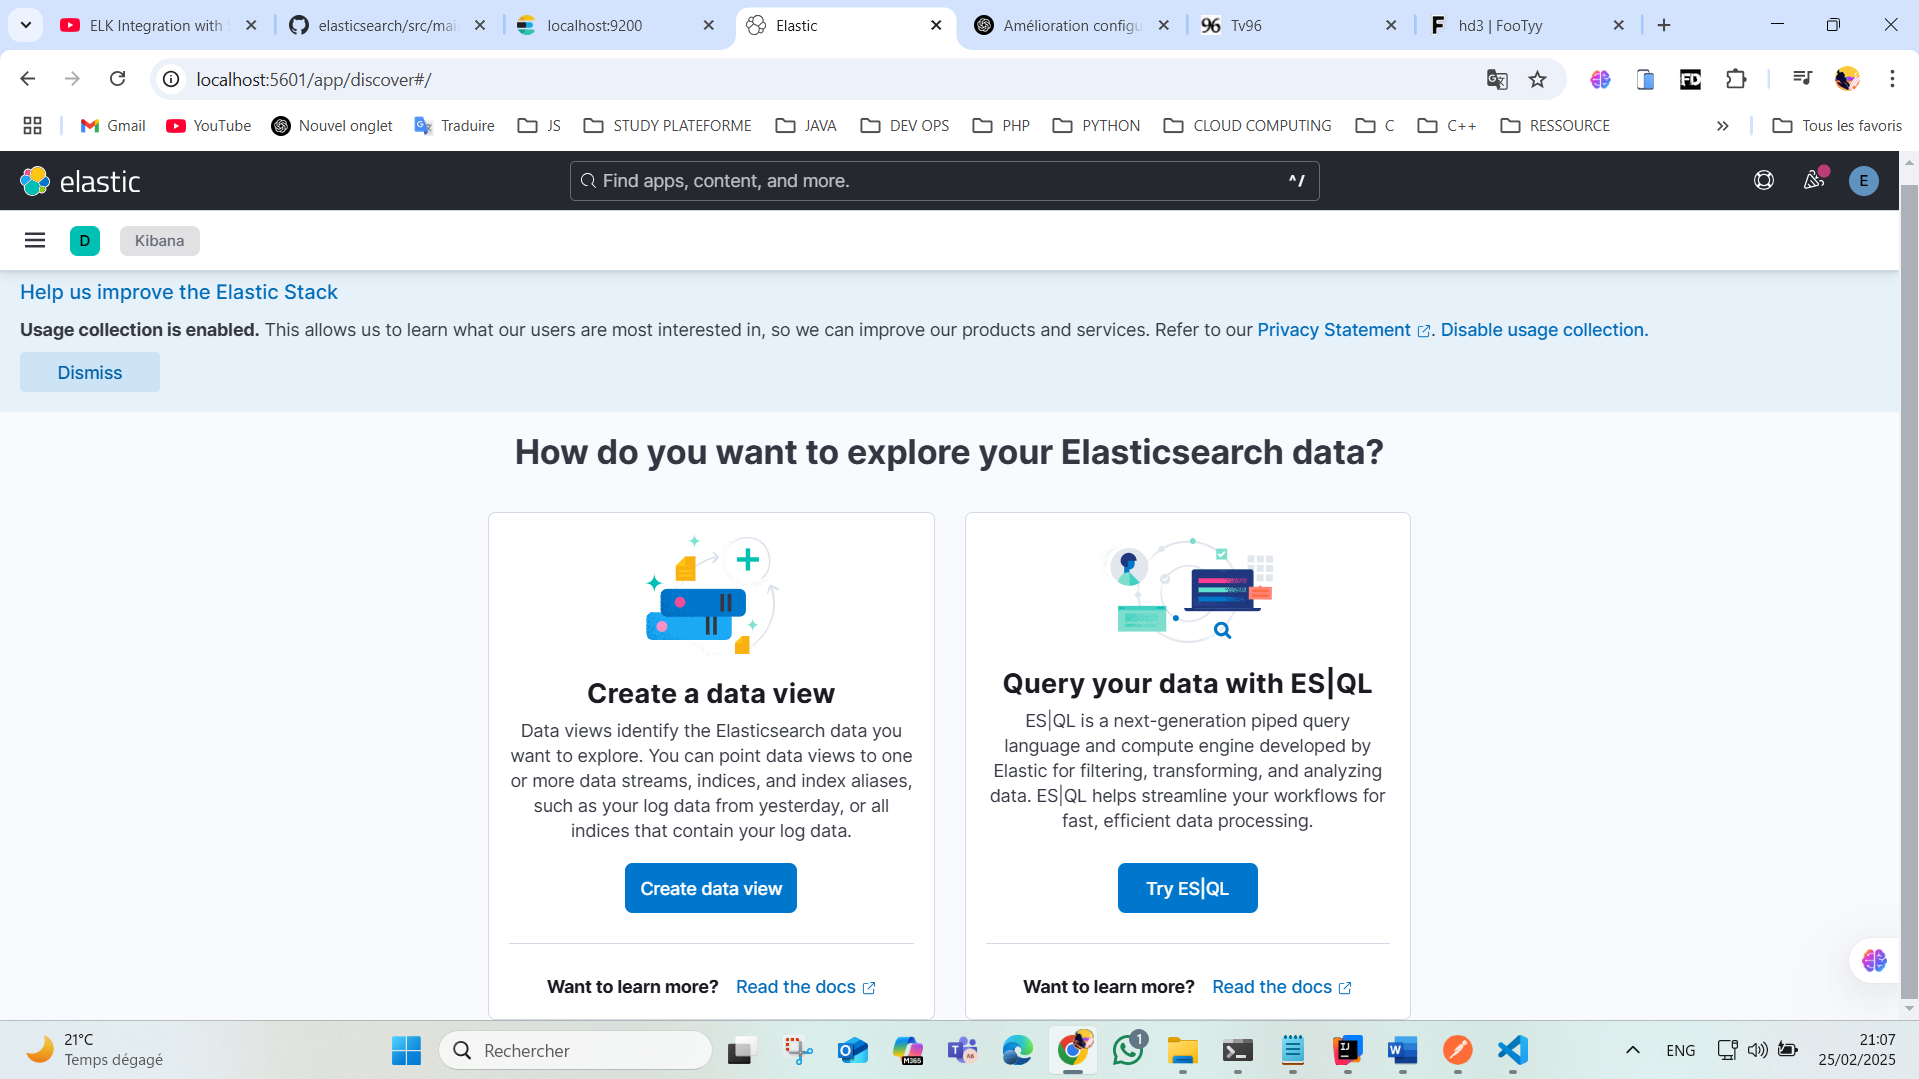 ELK Integration with S
elasticsearch/src/mai
localhost:9200
Elastic
Amélioration configu
96 Tv96
F hd3 | FooTyy
localhost:5601/app/discover#/
FD
Gmail
YouTube
Nouvel onglet
Traduire
JS
STUDY PLATEFORME
JAVA
DEV OPS
PHP
PYTHON
CLOUD COMPUTING
C
C++
RESSOURCE
»
Tous les favoris
elastic
Find apps, content, and more.
^/
E
D
Kibana
Help us improve the Elastic Stack
Usage collection is enabled. This allows us to learn what our users are most interested in, so we can improve our products and services. Refer to our Privacy Statement. Disable usage collection.
Dismiss
How do you want to explore your Elasticsearch data?
Create a data view
Data views identify the Elasticsearch data you
want to explore. You can point data views to one
or more data streams, indices, and index aliases,
such as your log data from yesterday, or all
indices that contain your log data.
Create data view
Want to learn more? Read the docs
Query your data with ES|QL
ES|QL is a next-generation piped query
language and compute engine developed by
Elastic for filtering, transforming, and analyzing
data. ES|QL helps streamline your workflows for
fast, efficient data processing.
Try ES|QL
Want to learn more? Read the docs
21°C
Temps dégagé
Rechercher
M365
1
IJ
ENG
21:07
25/02/2025